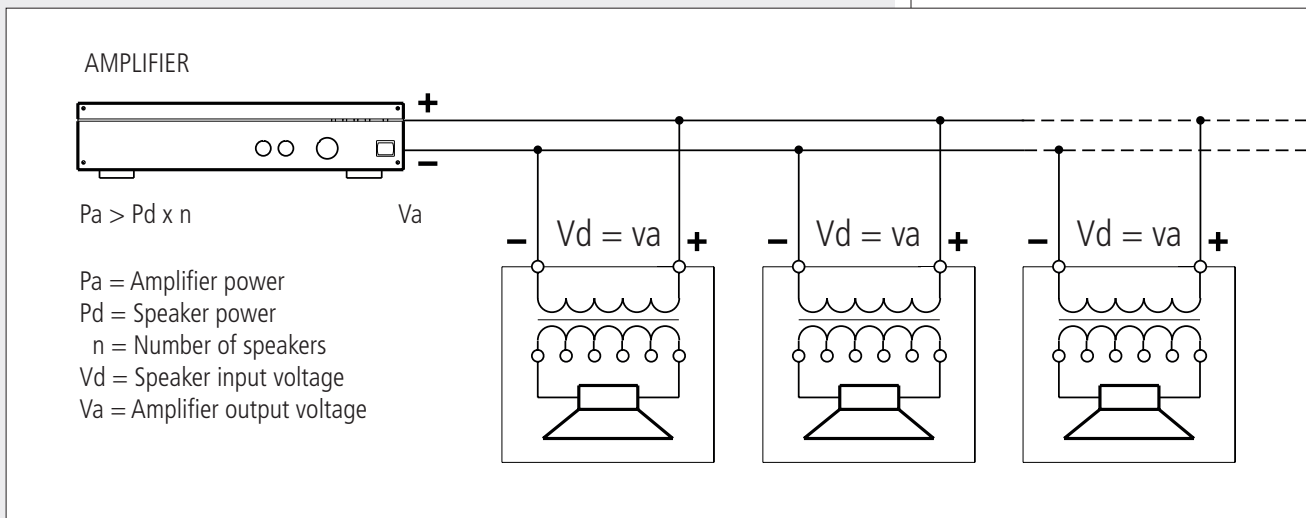 AMPLIFIER
+
−
Pa > Pd x n Va
− Vd = va + − Vd = va + − Vd = va +
Pa = Amplifier power
Pd = Speaker power
n = Number of speakers
Vd = Speaker input voltage
Va = Amplifier output voltage